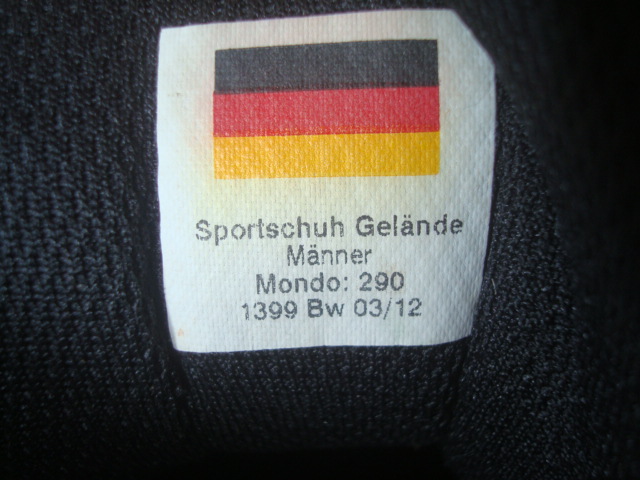 Sportschuh Gelände
Männer
Mondo: 290
1399 Bw 03/12